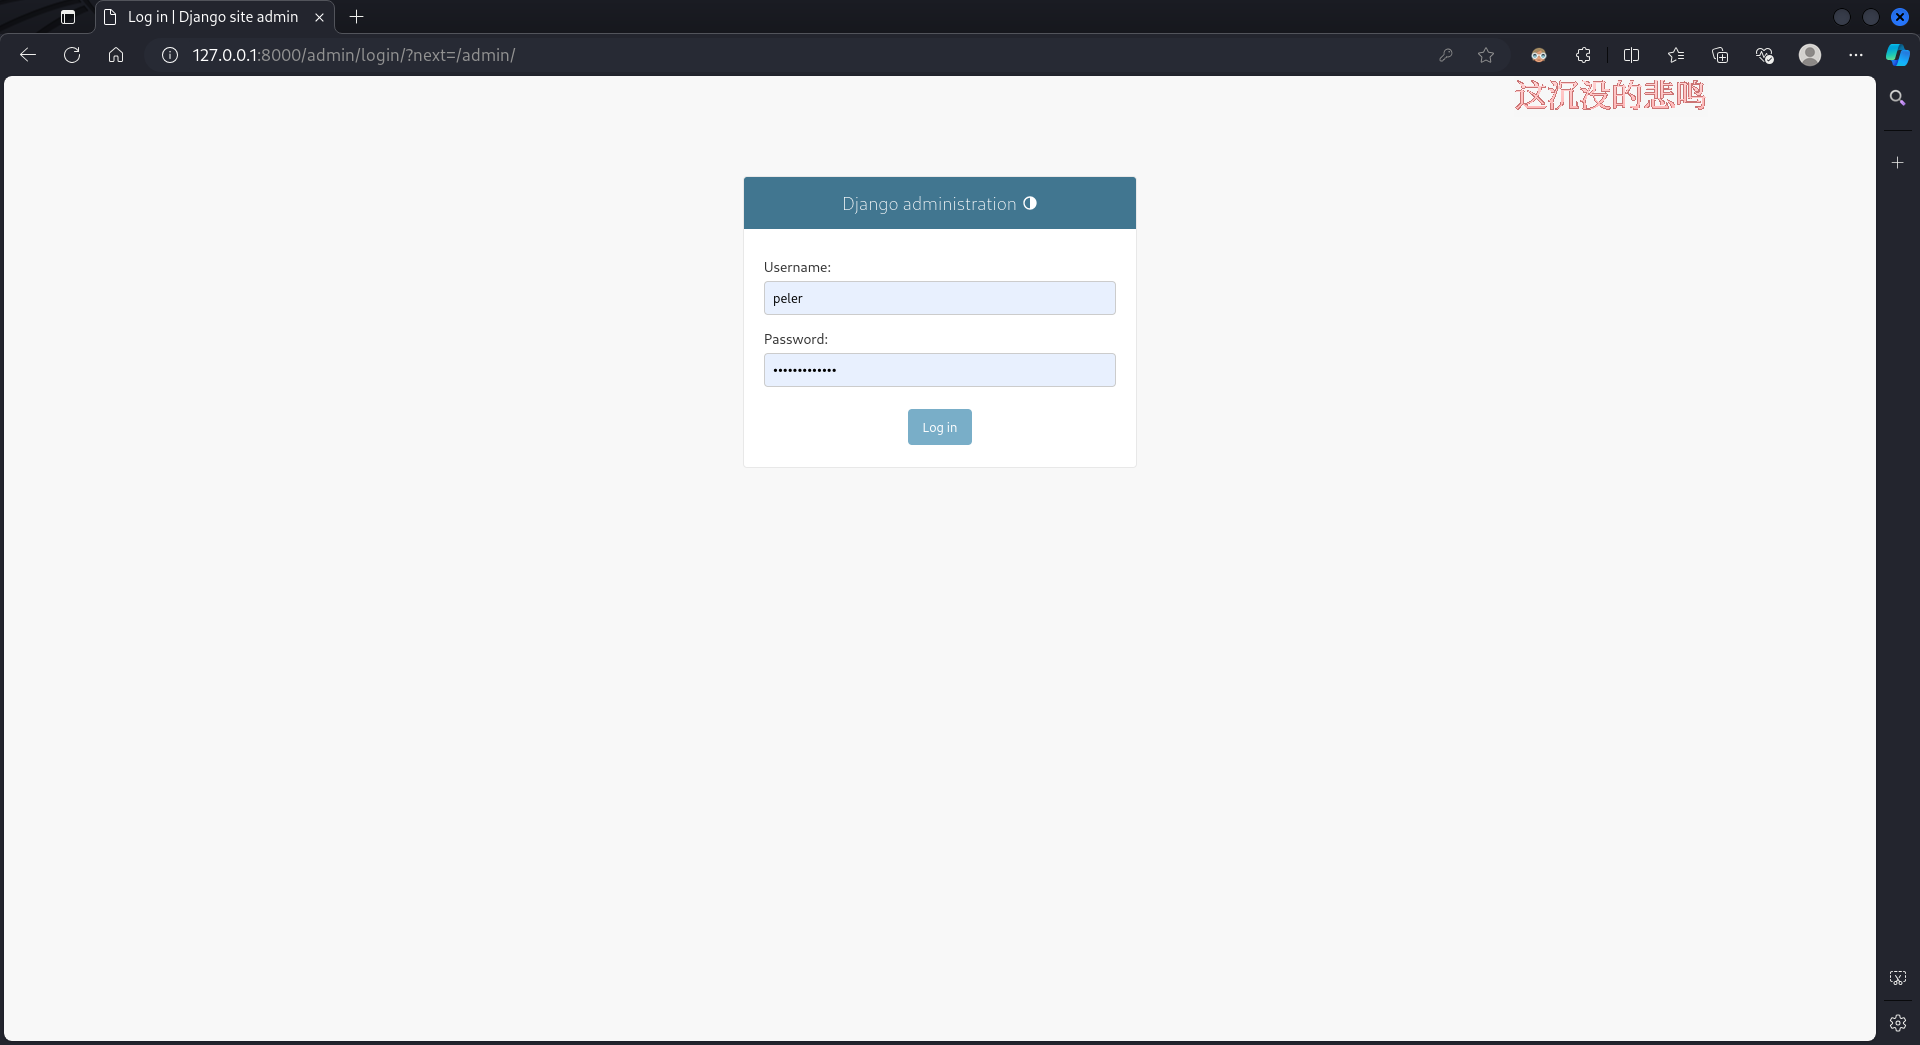 Log in | Django site admin
127.0.0.1:8000/admin/login/?next=/admin/
这沉没的悲鸣
Django administration
Username:
peler
Password:
•••••••••••••
Log in